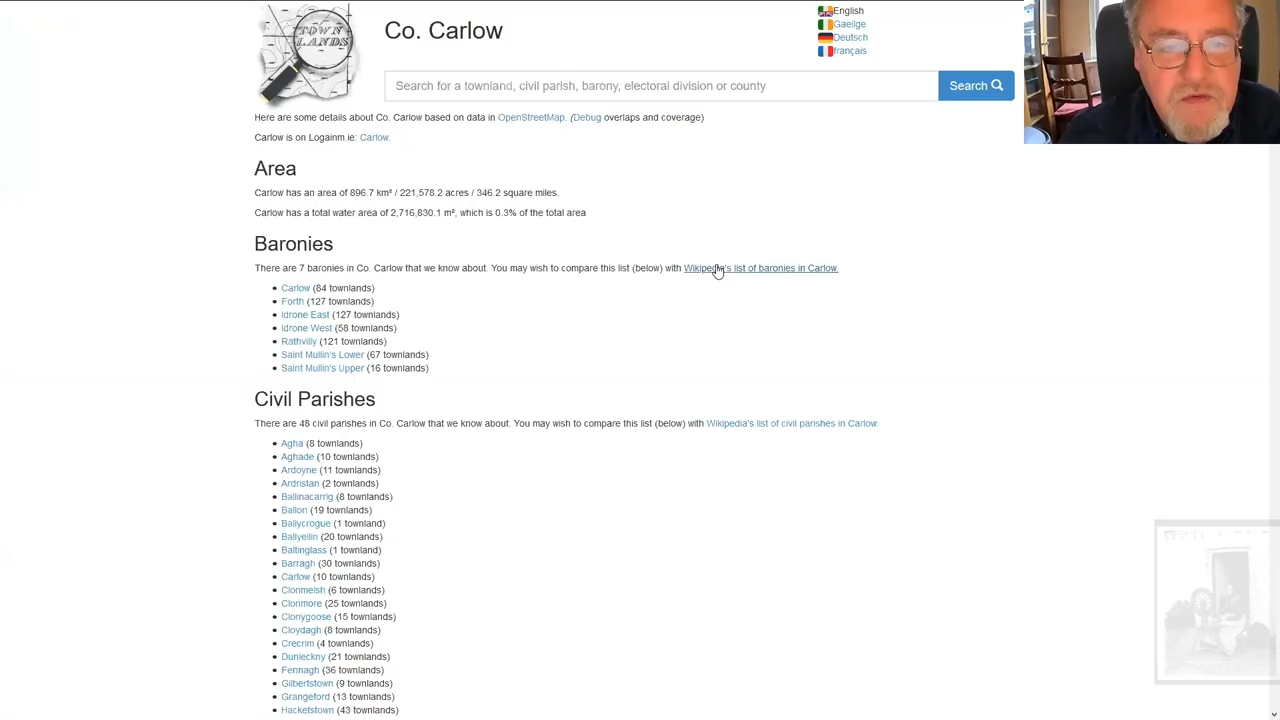 TOWN
LANDS
Co. Carlow
English
Gaeilge
Deutsch
français
Search for a townland, civil parish, barony, electoral division or county
Search
Here are some details about Co. Carlow based on data in OpenStreetMap. (Debug overlaps and coverage)
Carlow is on Logainm.ie: Carlow.
Area
Carlow has an area of 896.7 km² / 221,578.2 acres / 346.2 square miles.
Carlow has a total water area of 2,716,830.1 m², which is 0.3% of the total area
Baronies
There are 7 baronies in Co. Carlow that we know about. You may wish to compare this list (below) with Wikipedia's list of baronies in Carlow.
• Carlow (84 townlands)
• Forth (127 townlands)
• Idrone East (127 townlands)
• Idrone West (58 townlands)
• Rathvilly (121 townlands)
• Saint Mullin's Lower (67 townlands)
• Saint Mullin's Upper (16 townlands)
Civil Parishes
There are 48 civil parishes in Co. Carlow that we know about. You may wish to compare this list (below) with Wikipedia's list of civil parishes in Carlow.
• Agha (8 townlands)
• Aghade (10 townlands)
• Ardoyne (11 townlands)
• Ardristan (2 townlands)
• Ballinacarrig (8 townlands)
• Ballon (19 townlands)
• Ballycrogue (1 townland)
• Ballyellin (20 townlands)
• Baltinglass (1 townland)
• Barragh (30 townlands)
• Carlow (10 townlands)
• Clonmelsh (6 townlands)
• Clonmore (25 townlands)
• Clonygoose (15 townlands)
• Cloydagh (8 townlands)
• Crecrim (4 townlands)
• Dunleckny (21 townlands)
• Fennagh (36 townlands)
• Gilbertstown (9 townlands)
• Grangeford (13 townlands)
• Hacketstown (43 townlands)